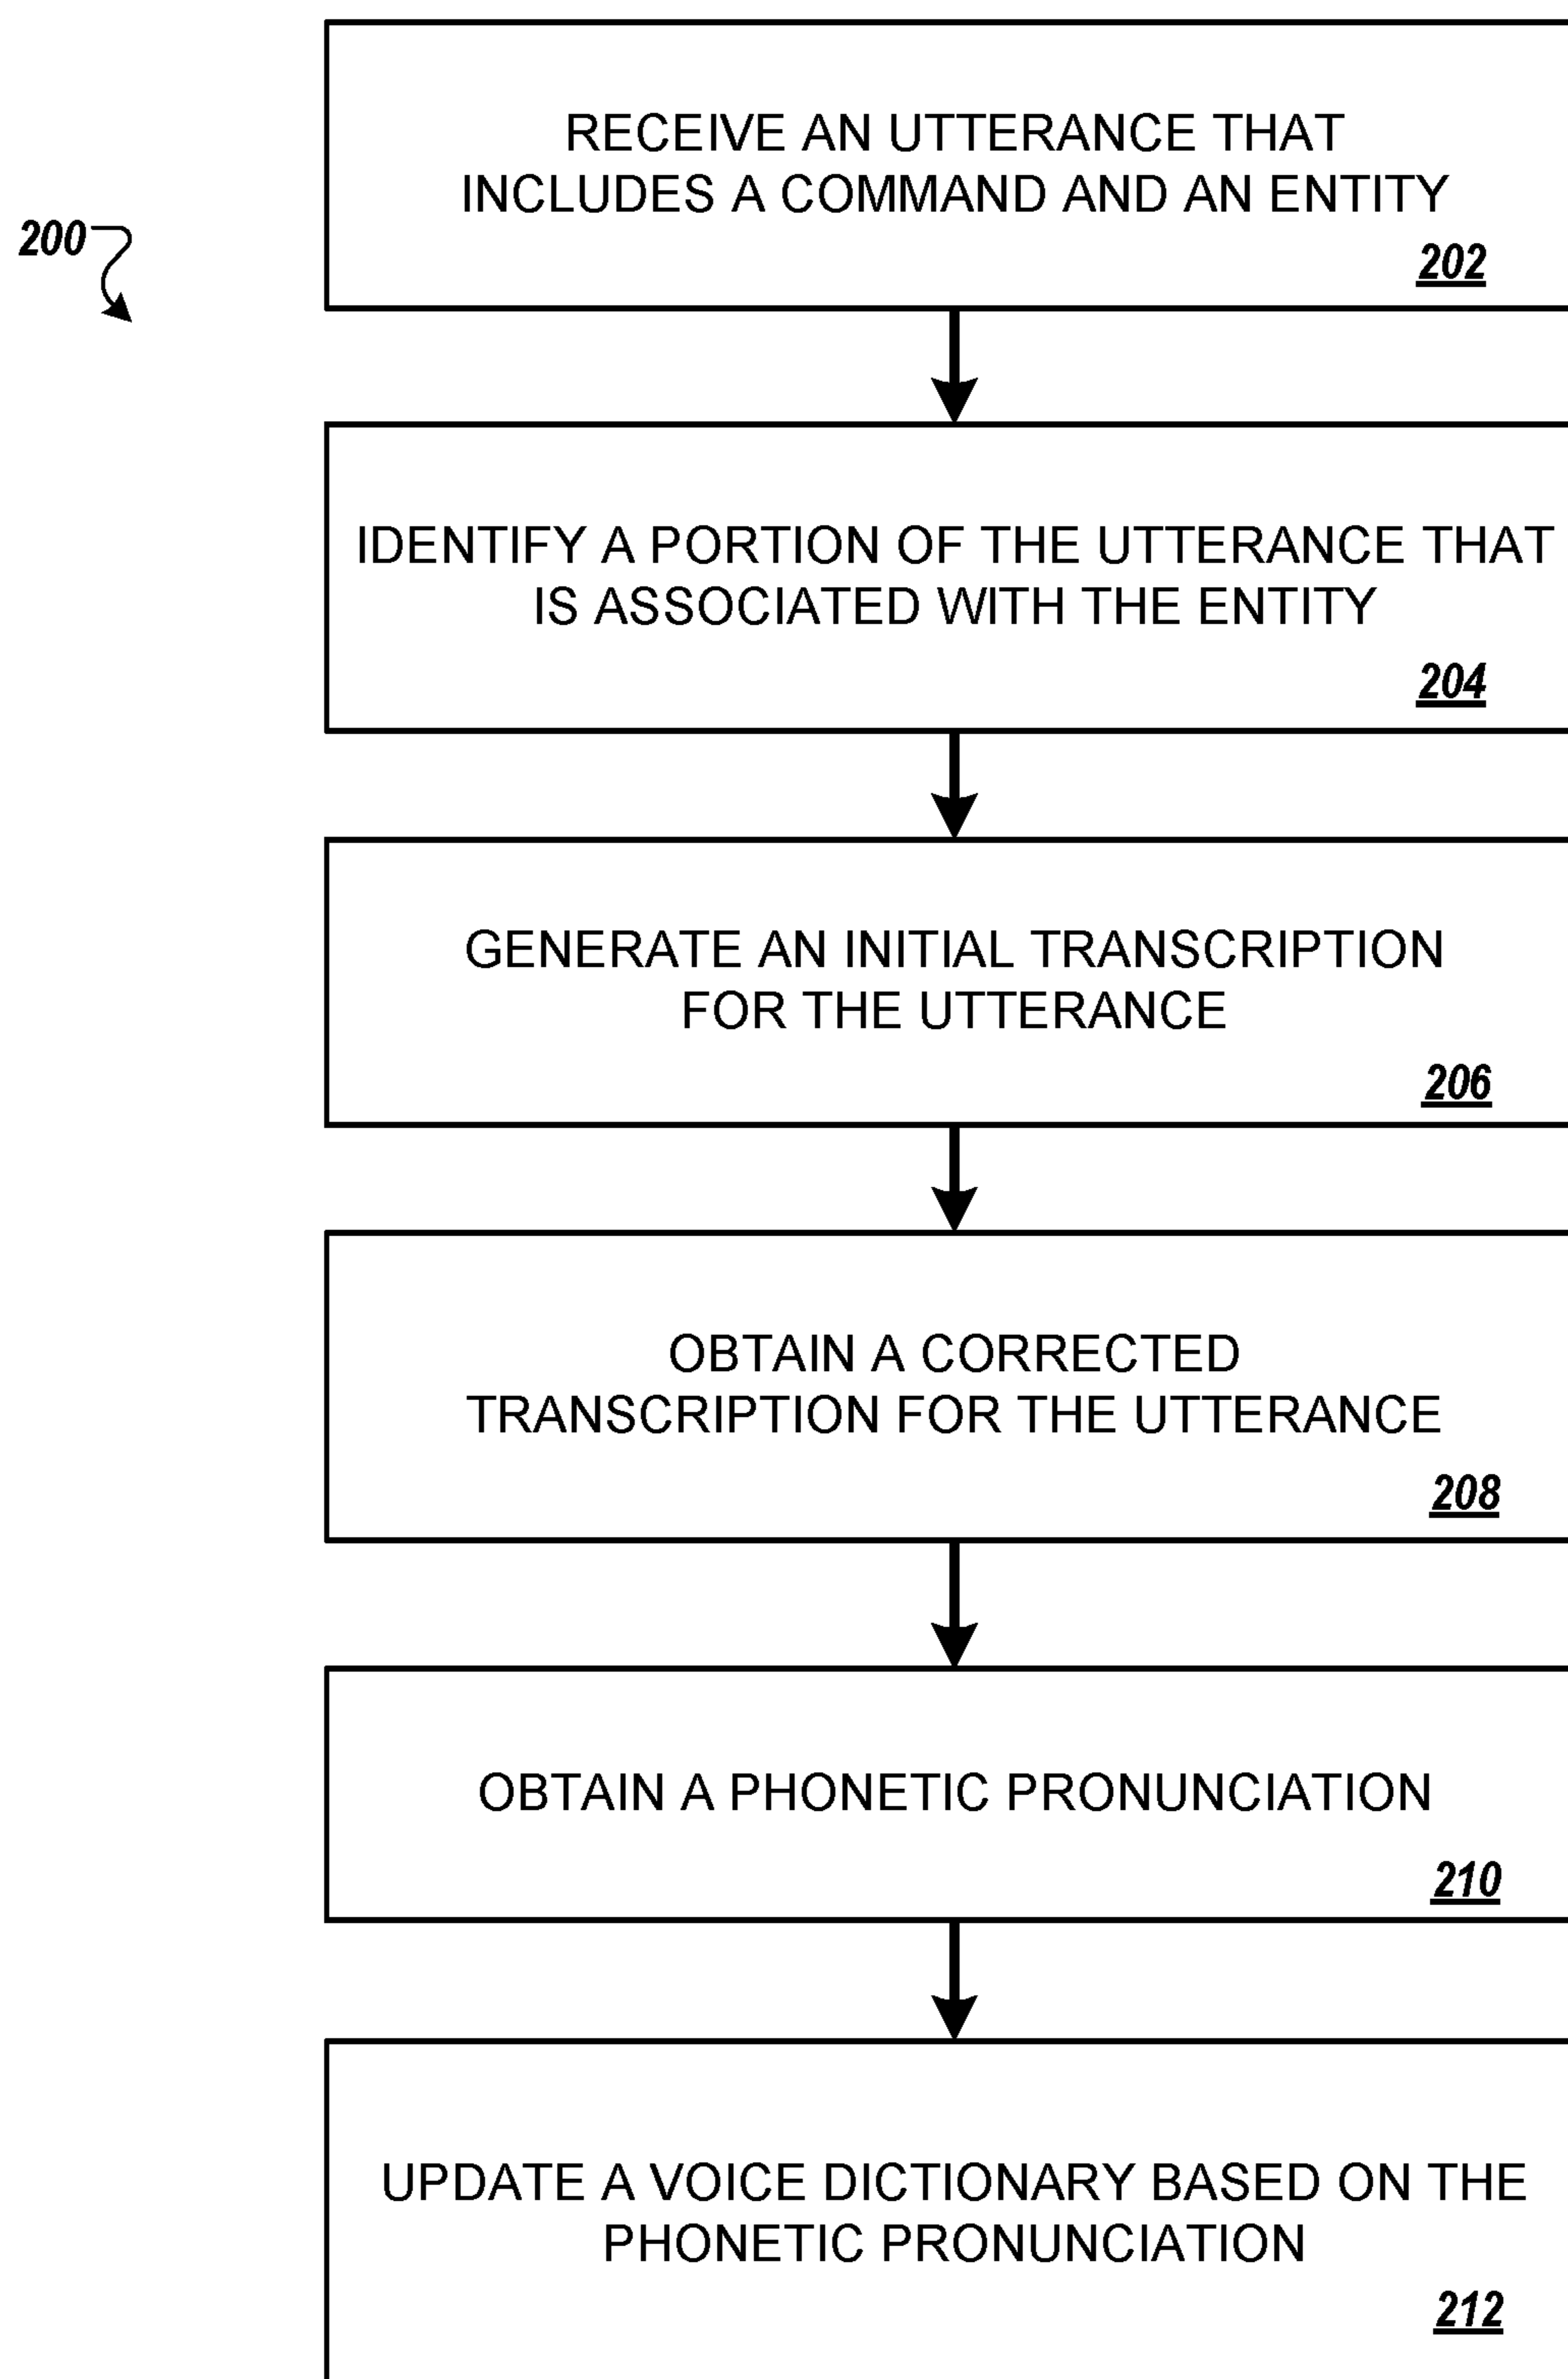 RECEIVE AN UTTERANCE THAT
INCLUDES A COMMAND AND AN ENTITY
202
200
IDENTIFY A PORTION OF THE UTTERANCE THAT
IS ASSOCIATED WITH THE ENTITY
204
GENERATE AN INITIAL TRANSCRIPTION
FOR THE UTTERANCE
206
OBTAIN A CORRECTED
TRANSCRIPTION FOR THE UTTERANCE
208
OBTAIN A PHONETIC PRONUNCIATION
210
UPDATE A VOICE DICTIONARY BASED ON THE
PHONETIC PRONUNCIATION
212